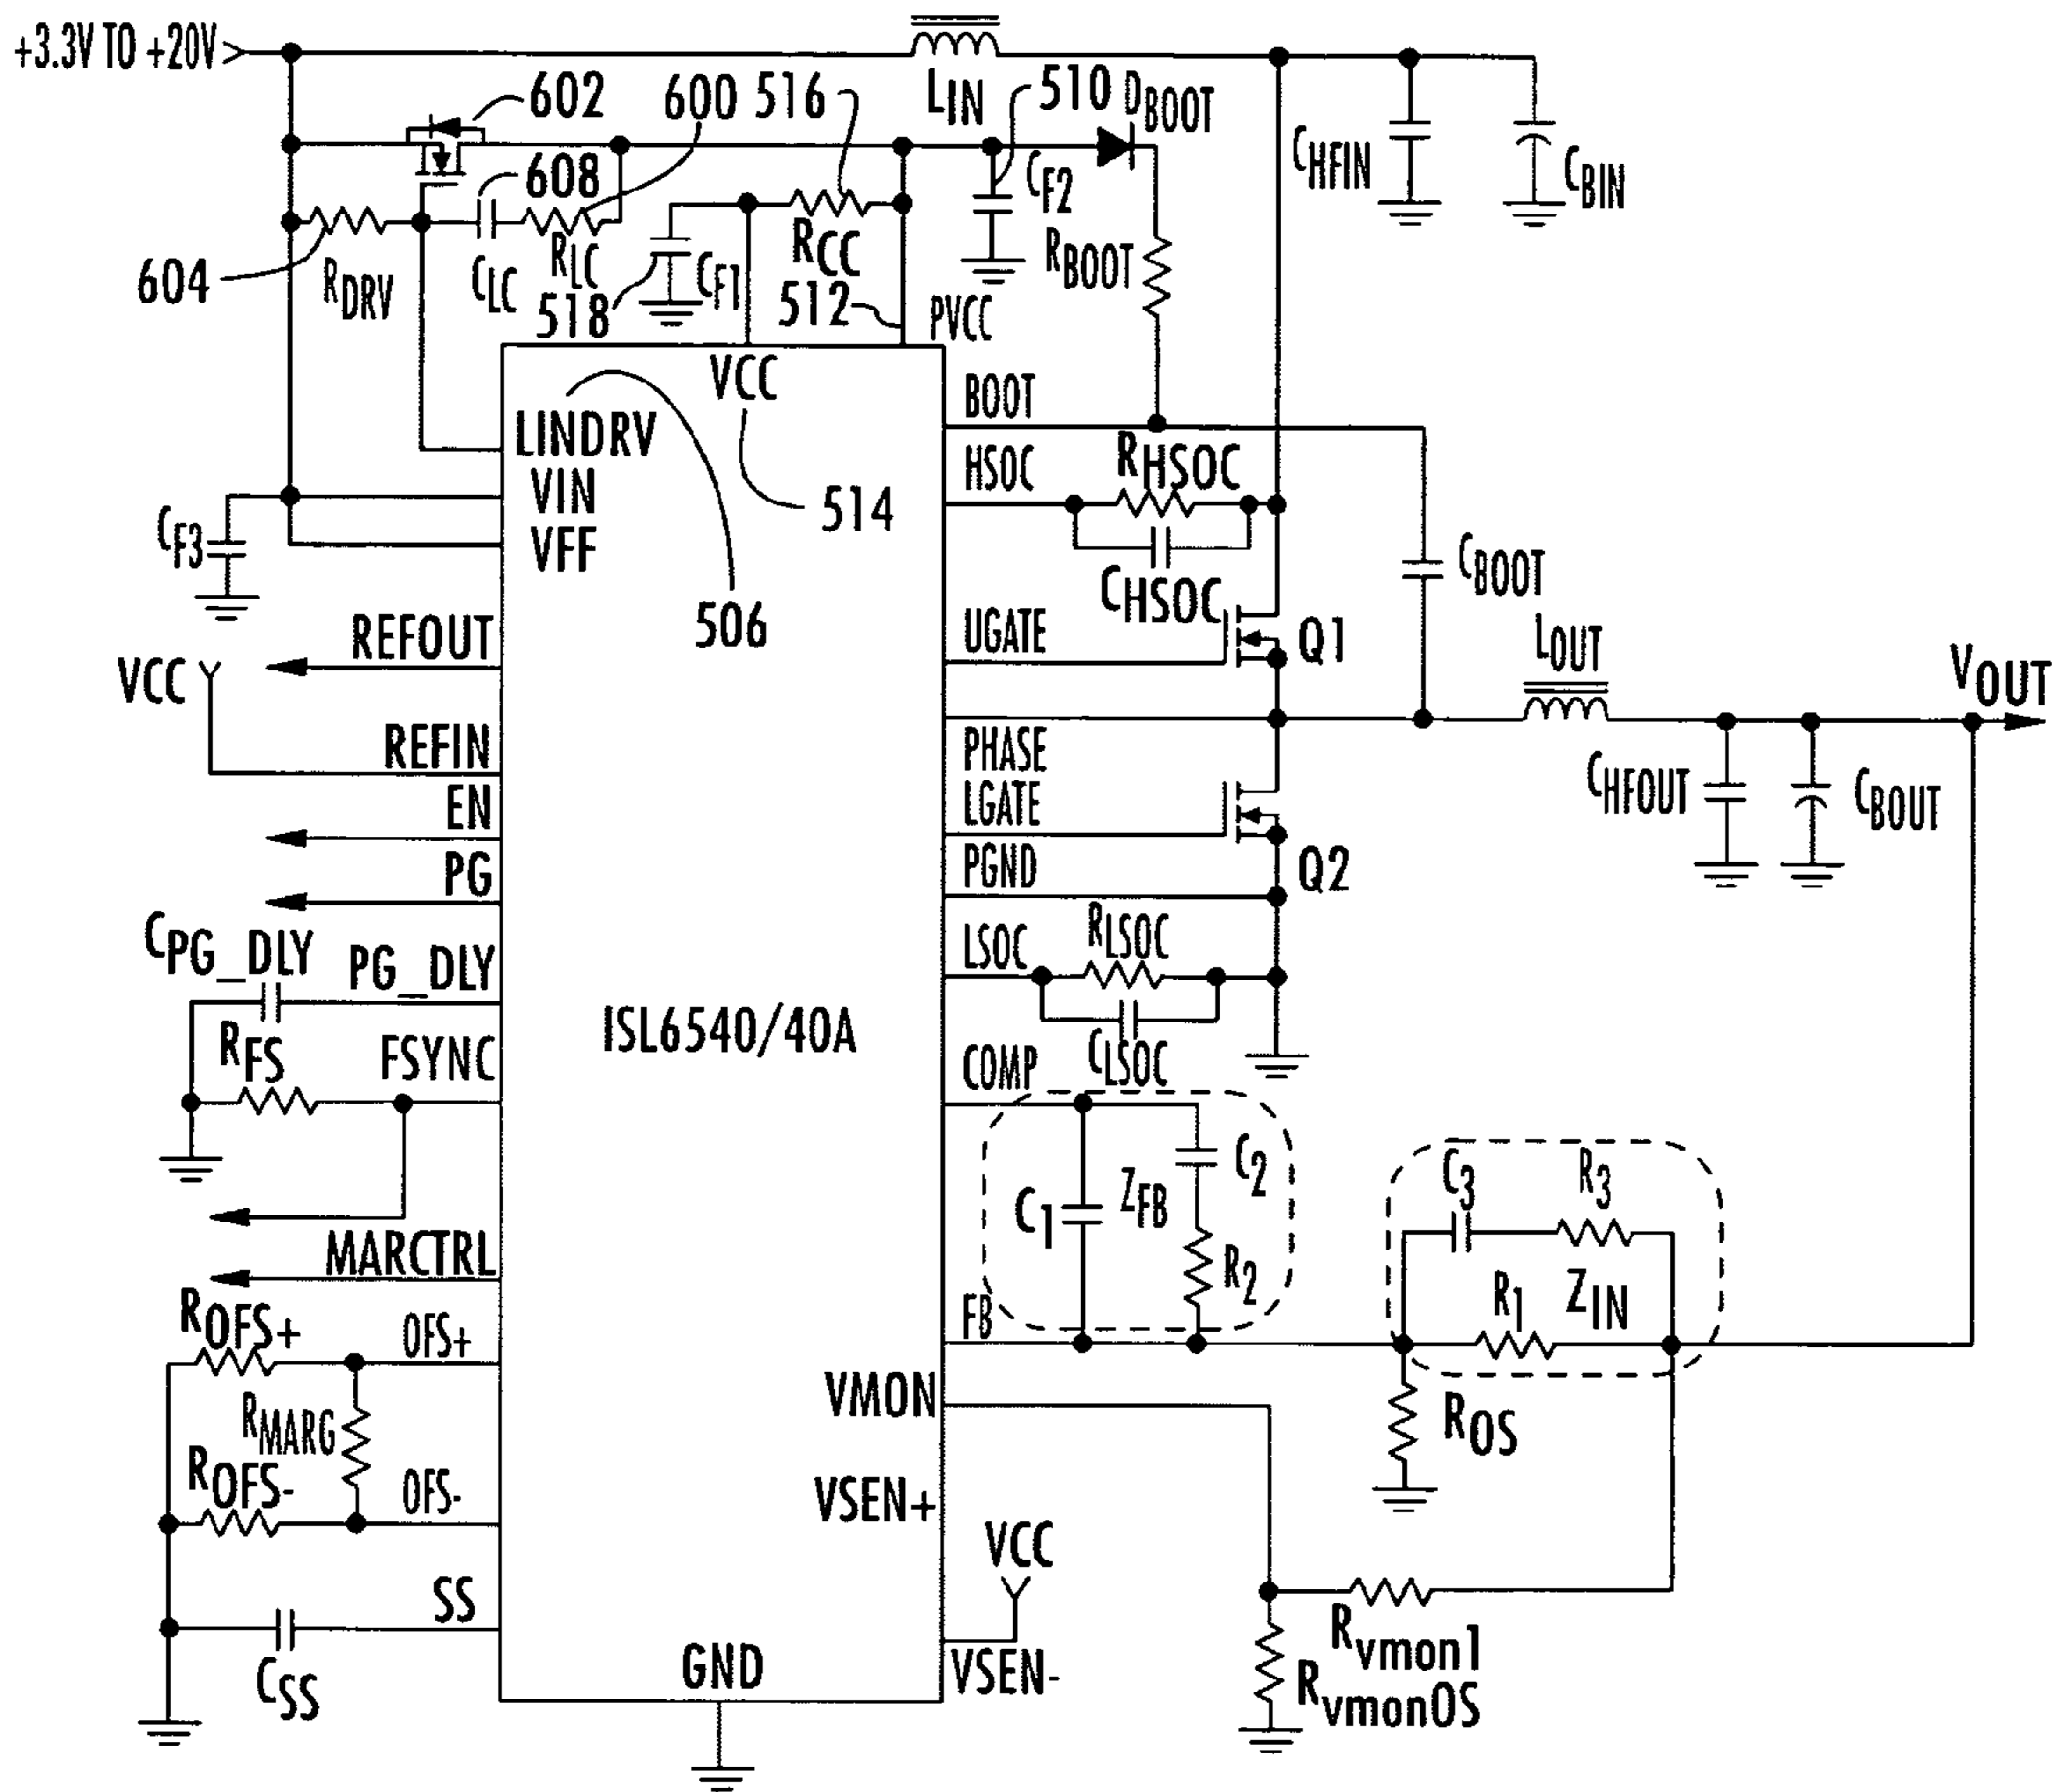 +3.3V TO +20V
LIN
602
600
516
510
DBOOT
CHFIN
CBIN
608
CF2
RCC
RBOOT
604
RDRV
CLC
RLC
518
CF1
512
PVCC
VCC
BOOT
LINDRV
HSOC
RHSOC
VIN
514
CF3
VFF
CBOOT
CHSOC
506
REFOUT
UGATE
Q1
LOUT
VCC
VOUT
REFIN
PHASE
CHFOUT
CBOUT
EN
LGATE
PG
PGND
Q2
CPG_DLY
PG_DLY
LSOC
RLSOC
ISL6540/40A
RFS
FSYNC
COMP
CLSOC
C1
ZFB
C2
C3
R3
MARCTRL
R2
R1
ZIN
ROFS+
OFS+
FB
RMARG
VMON
ROS
ROFS-
OFS-
VSEN+
VCC
SS
CSS
GND
VSEN-
Rvmon1
RvmonOS